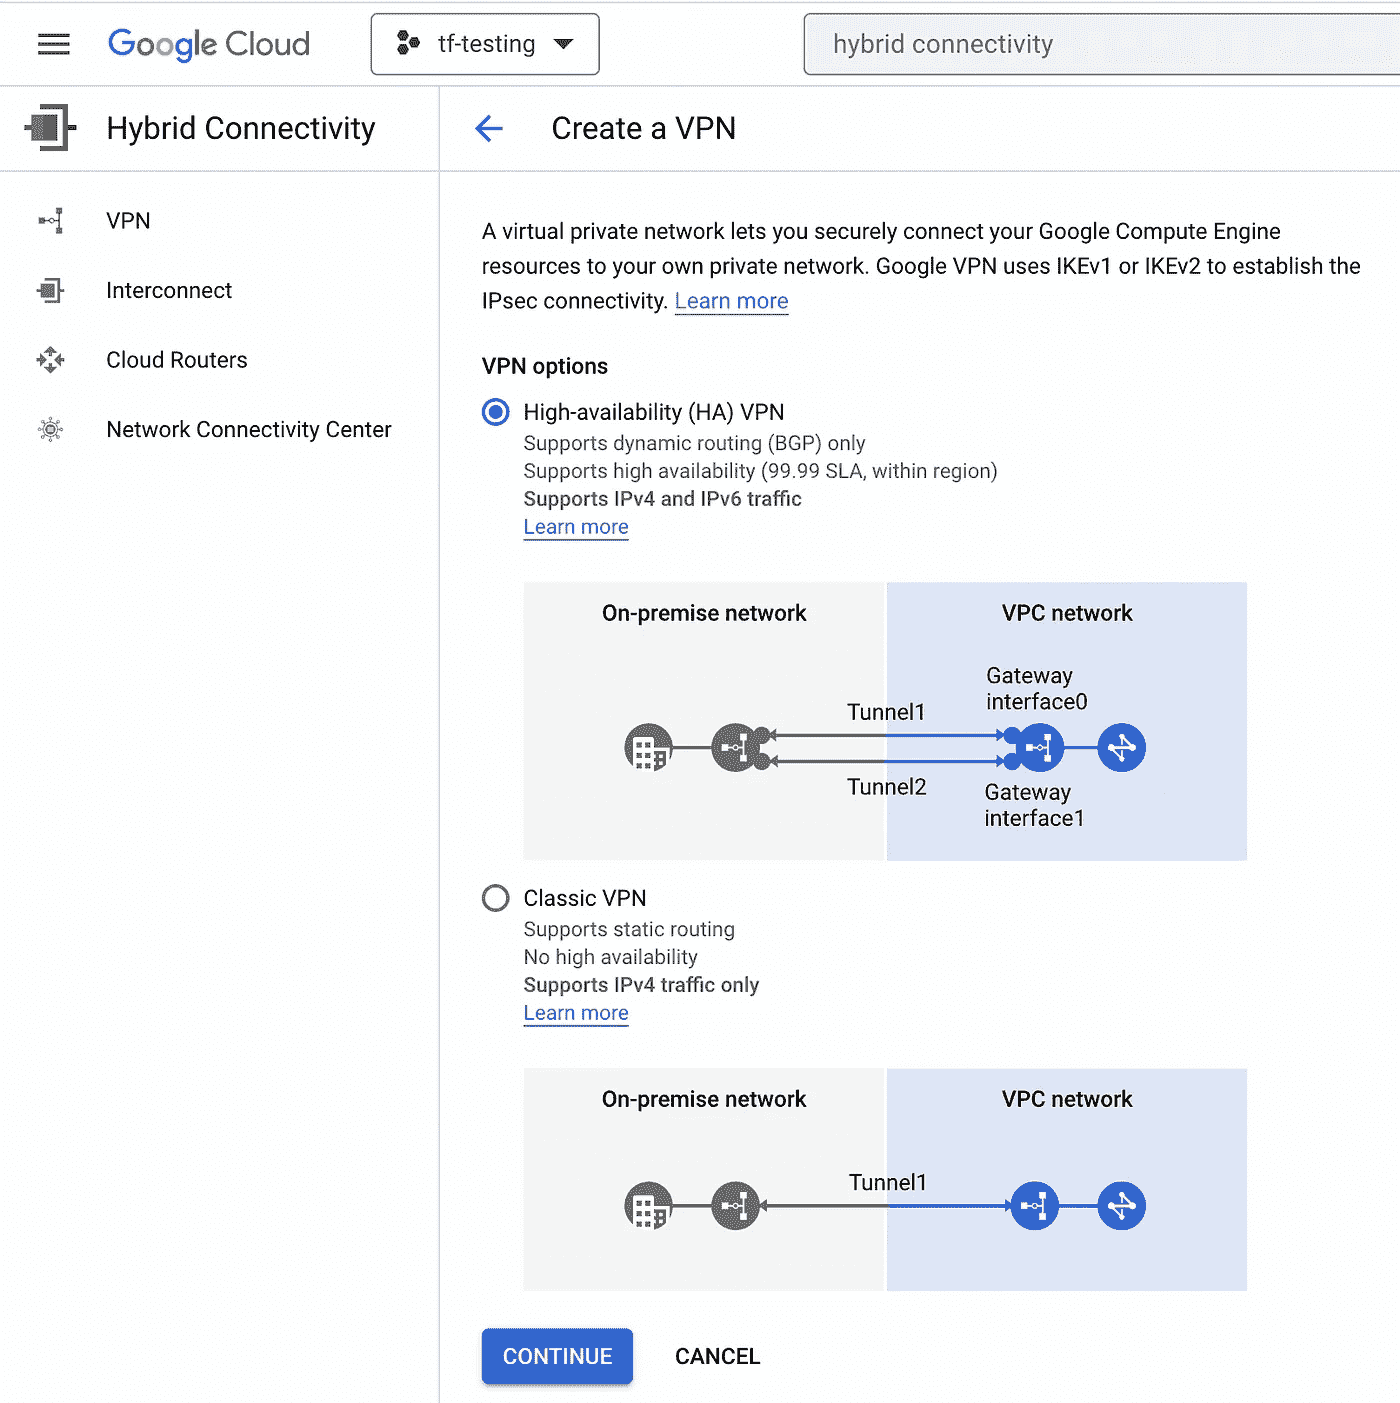 Google Cloud
tf-testing
hybrid connectivity
Hybrid Connectivity
Create a VPN
VPN
Interconnect
Cloud Routers
Network Connectivity Center
A virtual private network lets you securely connect your Google Compute Engine
resources to your own private network. Google VPN uses IKEv1 or IKEv2 to establish the
IPsec connectivity. Learn more
VPN options
High-availability (HA) VPN
Supports dynamic routing (BGP) only
Supports high availability (99.99 SLA, within region)
Supports IPv4 and IPv6 traffic
Learn more
On-premise network
VPC network
Gateway
interface0
Tunnel1
Tunnel2
Gateway
interface1
Classic VPN
Supports static routing
No high availability
Supports IPv4 traffic only
Learn more
On-premise network
VPC network
Tunnel1
CONTINUE
CANCEL